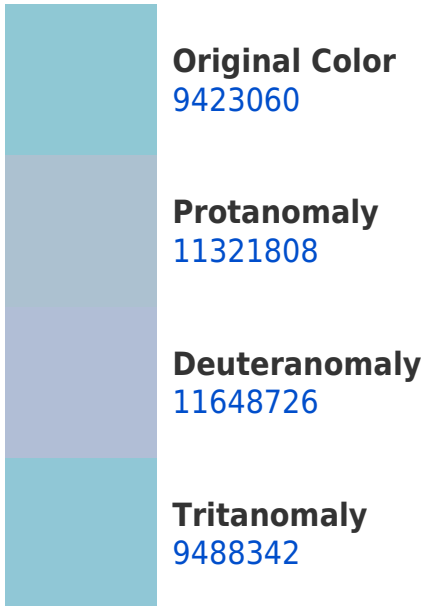 Original Color
9423060
Protanomaly
11321808
Deuteranomaly
11648726
Tritanomaly
9488342